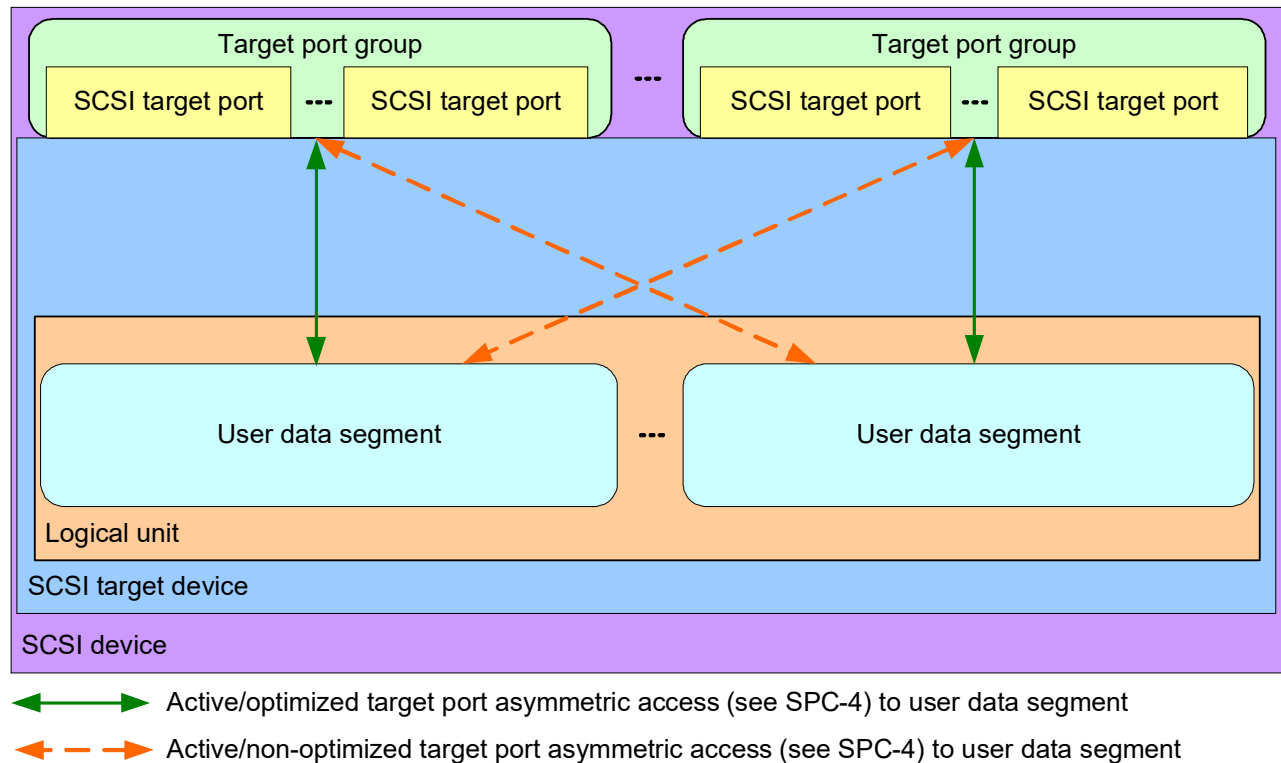 Target port group
Target port group
SCSI target port --- SCSI target port
---
SCSI target port --- SCSI target port
User data segment
---
User data segment
Logical unit
SCSI target device
SCSI device
Active/optimized target port asymmetric access (see SPC-4) to user data segment
Active/non-optimized target port asymmetric access (see SPC-4) to user data segment